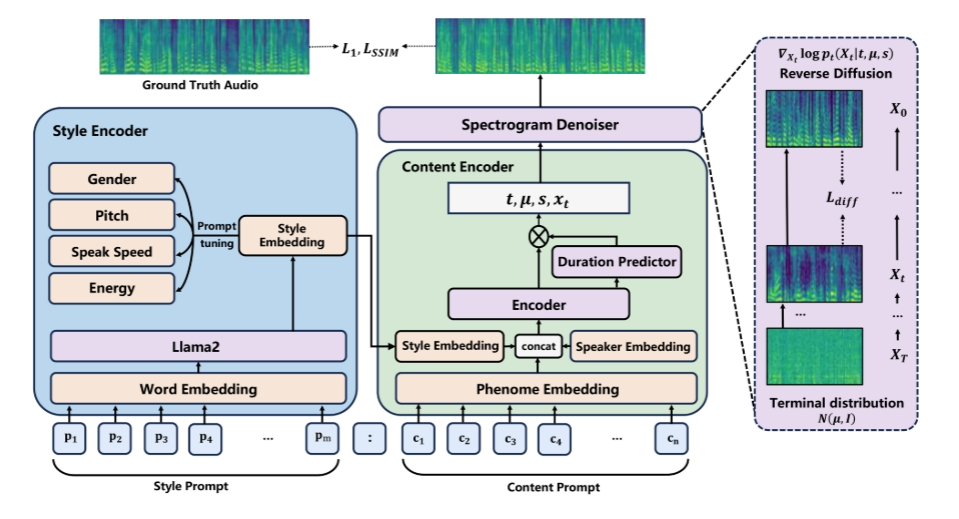 Ground Truth Audio
L₁, L_SSIM
Spectrogram Denoiser
Style Encoder
Gender
Pitch
Speak Speed
Energy
Prompt
tuning
Style
Embedding
Llama2
Word Embedding
p₁ p₂ p₃ p₄ ... pₘ
Style Prompt
:
Content Encoder
t, μ, s, xₜ
⊗
Duration Predictor
Encoder
Style Embedding
concat
Speaker Embedding
Phenome Embedding
c₁ c₂ c₃ c₄ ... cₙ
Content Prompt
∇_{Xₜ} log pₜ(Xₜ|t, μ, s)
Reverse Diffusion
X₀
...
L_diff
Xₜ
...
...
X_T
Terminal distribution
N(μ, I)